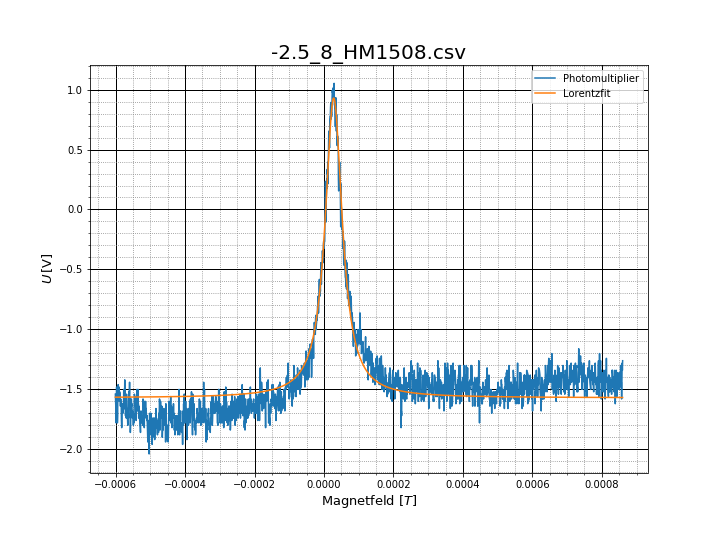 -2.5_8_HM1508.csv
Photomultiplier
Lorentzfit
U [V]
1.0
0.5
0.0
−0.5
−1.0
−1.5
−2.0
−0.0006 −0.0004 −0.0002 0.0000 0.0002 0.0004 0.0006 0.0008
Magnetfeld [T]